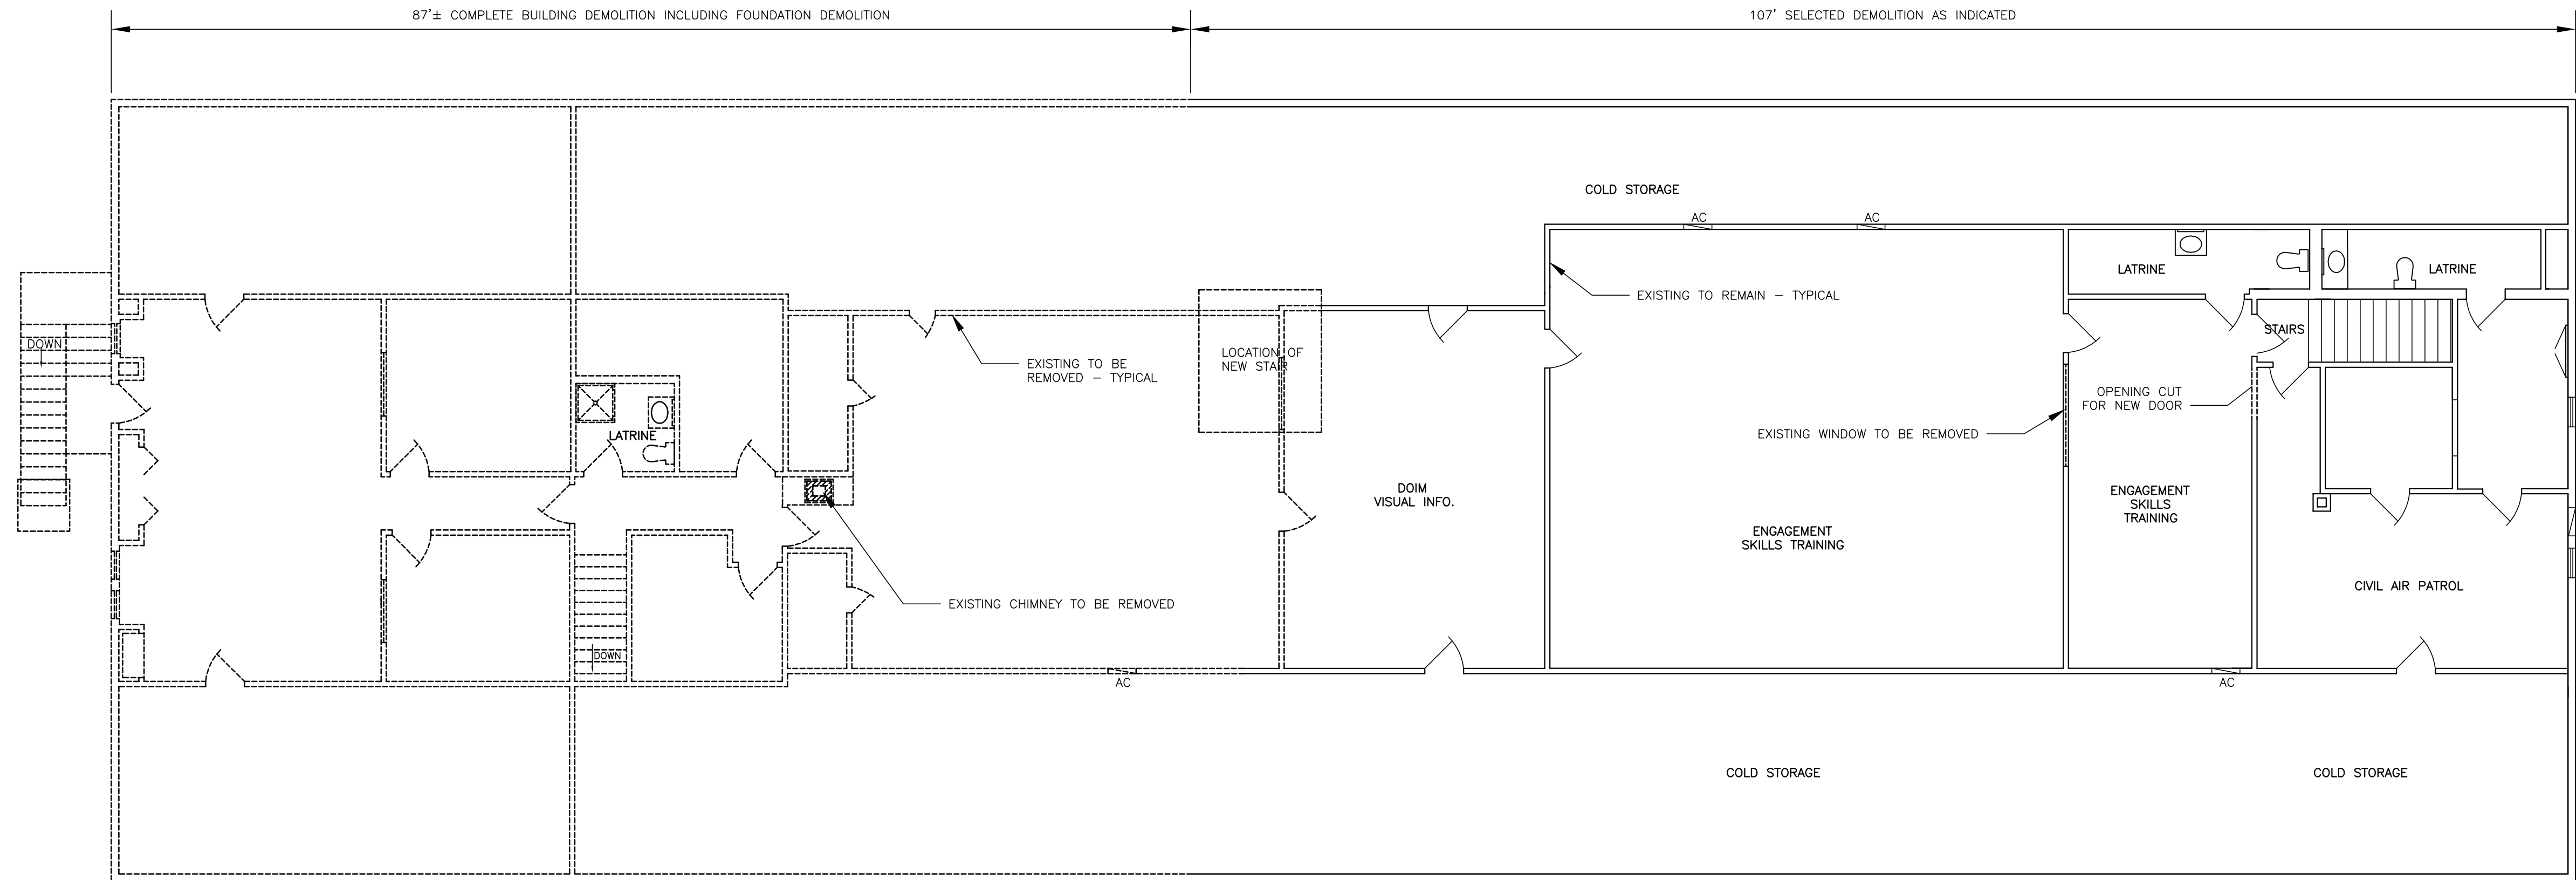 87'± COMPLETE BUILDING DEMOLITION INCLUDING FOUNDATION DEMOLITION
107' SELECTED DEMOLITION AS INDICATED
COLD STORAGE
AC
AC
LATRINE
LATRINE
EXISTING TO REMAIN – TYPICAL
STAIRS
DOWN
LOCATION OF
NEW STAIR
EXISTING TO BE
REMOVED – TYPICAL
OPENING CUT
FOR NEW DOOR
LATRINE
EXISTING WINDOW TO BE REMOVED
DOIM
VISUAL INFO.
ENGAGEMENT
SKILLS
TRAINING
ENGAGEMENT
SKILLS TRAINING
CIVIL AIR PATROL
EXISTING CHIMNEY TO BE REMOVED
DOWN
AC
AC
COLD STORAGE
COLD STORAGE